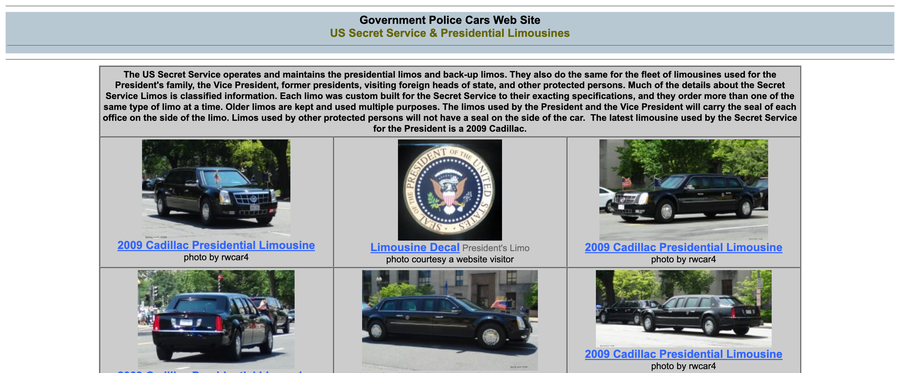 Government Police Cars Web Site
US Secret Service & Presidential Limousines
The US Secret Service operates and maintains the presidential limos and back-up limos. They also do the same for the fleet of limousines used for the
President's family, the Vice President, former presidents, visiting foreign heads of state, and other protected persons. Much of the details about the Secret
Service Limos is classified information. Each limo was custom built for the Secret Service to their exacting specifications, and they order more than one of the
same type of limo at a time. Older limos are kept and used multiple purposes. The limos used by the President and the Vice President will carry the seal of each
office on the side of the limo. Limos used by other protected persons will not have a seal on the side of the car. The latest limousine used by the Secret Service
for the President is a 2009 Cadillac.
SEAL OF THE PRESIDENT OF THE UNITED STATES
2009 Cadillac Presidential Limousine
photo by rwcar4
Limousine Decal President's Limo
photo courtesy a website visitor
2009 Cadillac Presidential Limousine
photo by rwcar4
2009 Cadillac Presidential Limousine
photo by rwcar4